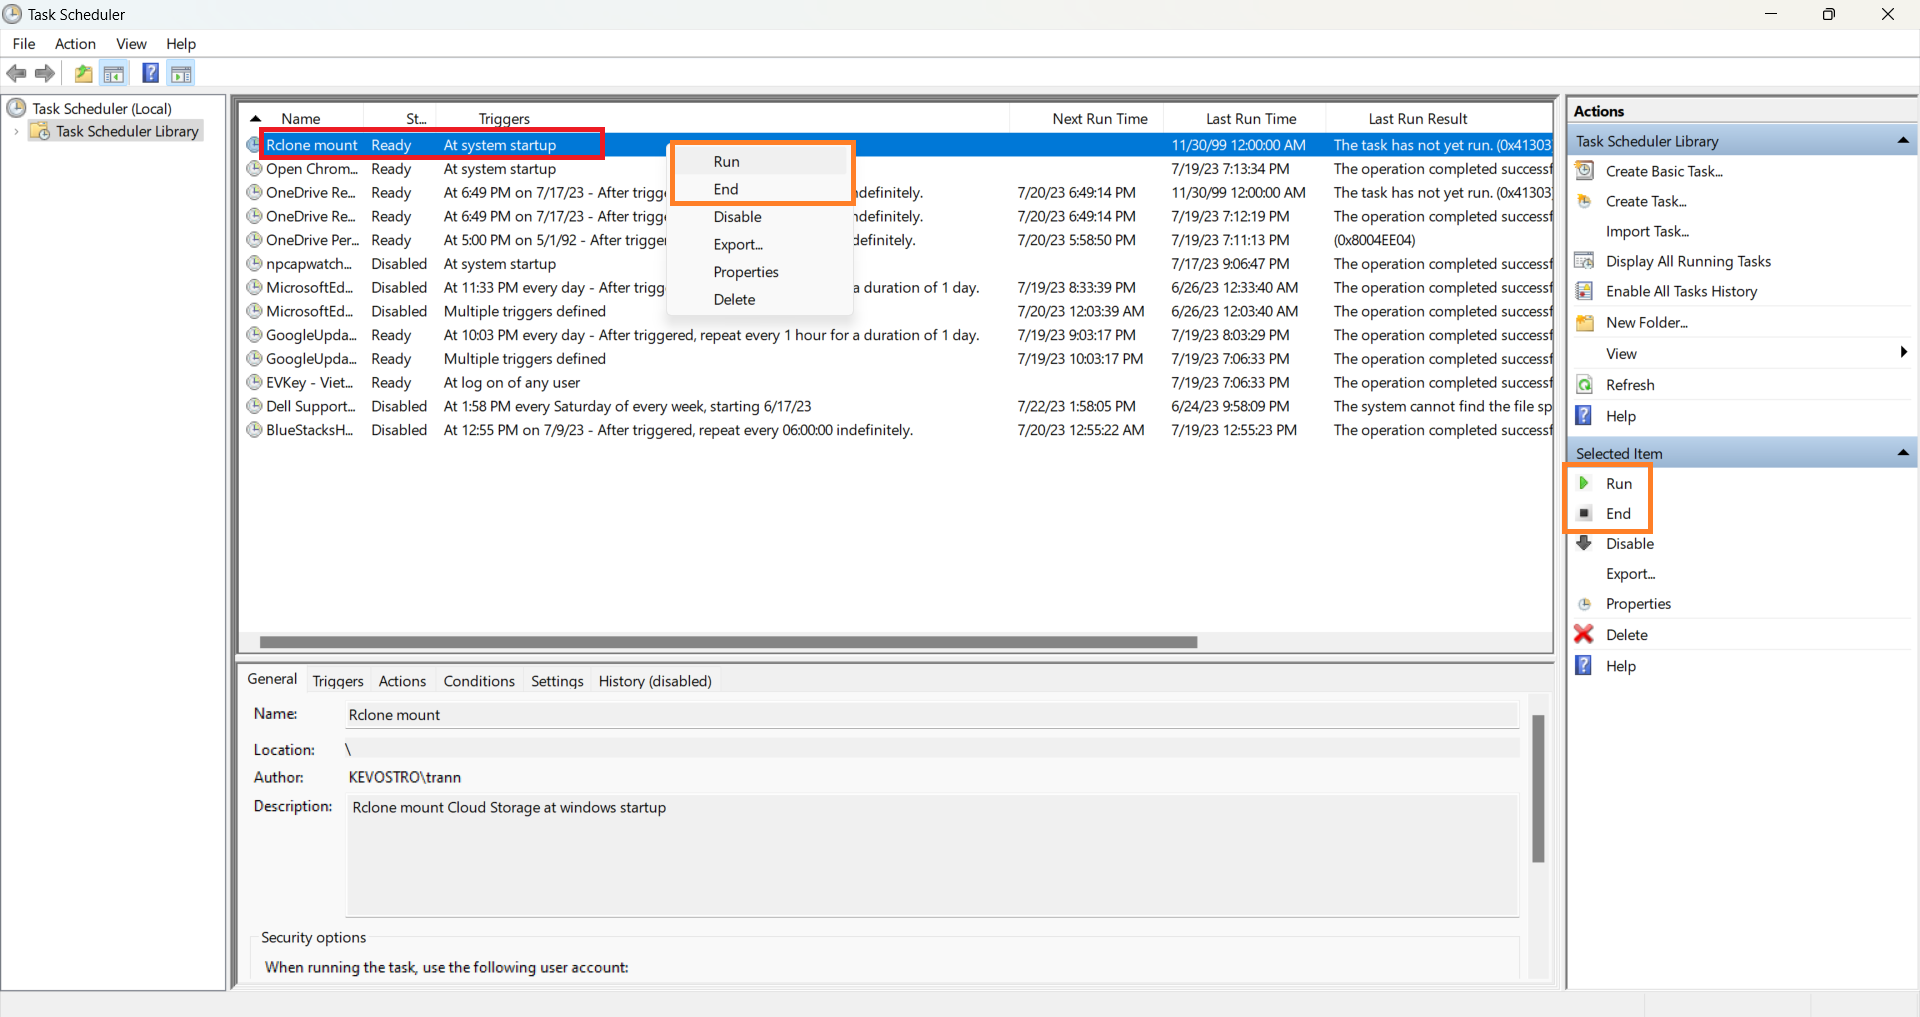 Task Scheduler
File Action View Help
Task Scheduler (Local)
Task Scheduler Library
Name St... Triggers Next Run Time Last Run Time Last Run Result
Rclone mount Ready At system startup 11/30/99 12:00:00 AM The task has not yet run. (0x41303
Open Chrom... Ready At system startup 7/19/23 7:13:34 PM The operation completed successf
OneDrive Re... Ready At 6:49 PM on 7/17/23 - After trigge indefinitely. 7/20/23 6:49:14 PM 11/30/99 12:00:00 AM The task has not yet run. (0x41303
OneDrive Re... Ready At 6:49 PM on 7/17/23 - After trigge indefinitely. 7/20/23 6:49:14 PM 7/19/23 7:12:19 PM The operation completed successf
OneDrive Per... Ready At 5:00 PM on 5/1/92 - After trigger definitely. 7/20/23 5:58:50 PM 7/19/23 7:11:13 PM (0x8004EE04)
npcapwatch... Disabled At system startup 7/17/23 9:06:47 PM The operation completed successf
MicrosoftEd... Disabled At 11:33 PM every day - After trigg a duration of 1 day. 7/19/23 8:33:39 PM 6/26/23 12:33:40 AM The operation completed successf
MicrosoftEd... Disabled Multiple triggers defined 7/20/23 12:03:39 AM 6/26/23 12:03:40 AM The operation completed successf
GoogleUpda... Ready At 10:03 PM every day - After triggered, repeat every 1 hour for a duration of 1 day. 7/19/23 9:03:17 PM 7/19/23 8:03:29 PM The operation completed successf
GoogleUpda... Ready Multiple triggers defined 7/19/23 10:03:17 PM 7/19/23 7:06:33 PM The operation completed successf
EVKey - Viet... Ready At log on of any user 7/19/23 7:06:33 PM The operation completed successf
Dell Support... Disabled At 1:58 PM every Saturday of every week, starting 6/17/23 7/22/23 1:58:05 PM 6/24/23 9:58:09 PM The system cannot find the file sp
BlueStacksH... Disabled At 12:55 PM on 7/9/23 - After triggered, repeat every 06:00:00 indefinitely. 7/20/23 12:55:22 AM 7/19/23 12:55:23 PM The operation completed successf
Run
End
Disable
Export...
Properties
Delete
General Triggers Actions Conditions Settings History (disabled)
Name: Rclone mount
Location: \
Author: KEVOSTRO\trann
Description: Rclone mount Cloud Storage at windows startup
Security options
When running the task, use the following user account:
Actions
Task Scheduler Library
Create Basic Task...
Create Task...
Import Task...
Display All Running Tasks
Enable All Tasks History
New Folder...
View
Refresh
Help
Selected Item
Run
End
Disable
Export...
Properties
Delete
Help